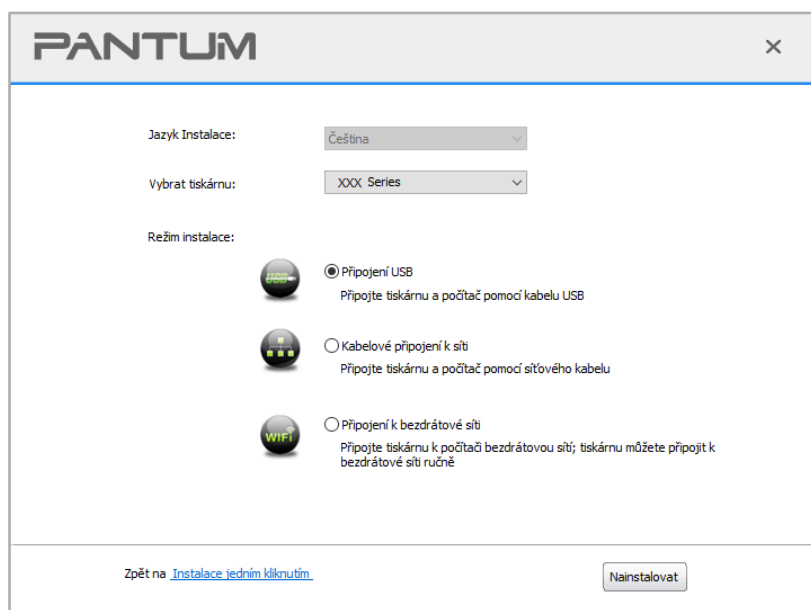 PANTUM
Jazyk Instalace:
Čeština
Vybrat tiskárnu:
XXX Series
Režim instalace:
USB
Připojení USB
Připojte tiskárnu a počítač pomocí kabelu USB
Kabelové připojení k síti
Připojte tiskárnu a počítač pomocí síťového kabelu
WiFi
Připojení k bezdrátové síti
Připojte tiskárnu k počítači bezdrátovou sítí; tiskárnu můžete připojit k
bezdrátové síti ručně
Zpět na Instalace jedním kliknutím
Nainstalovat